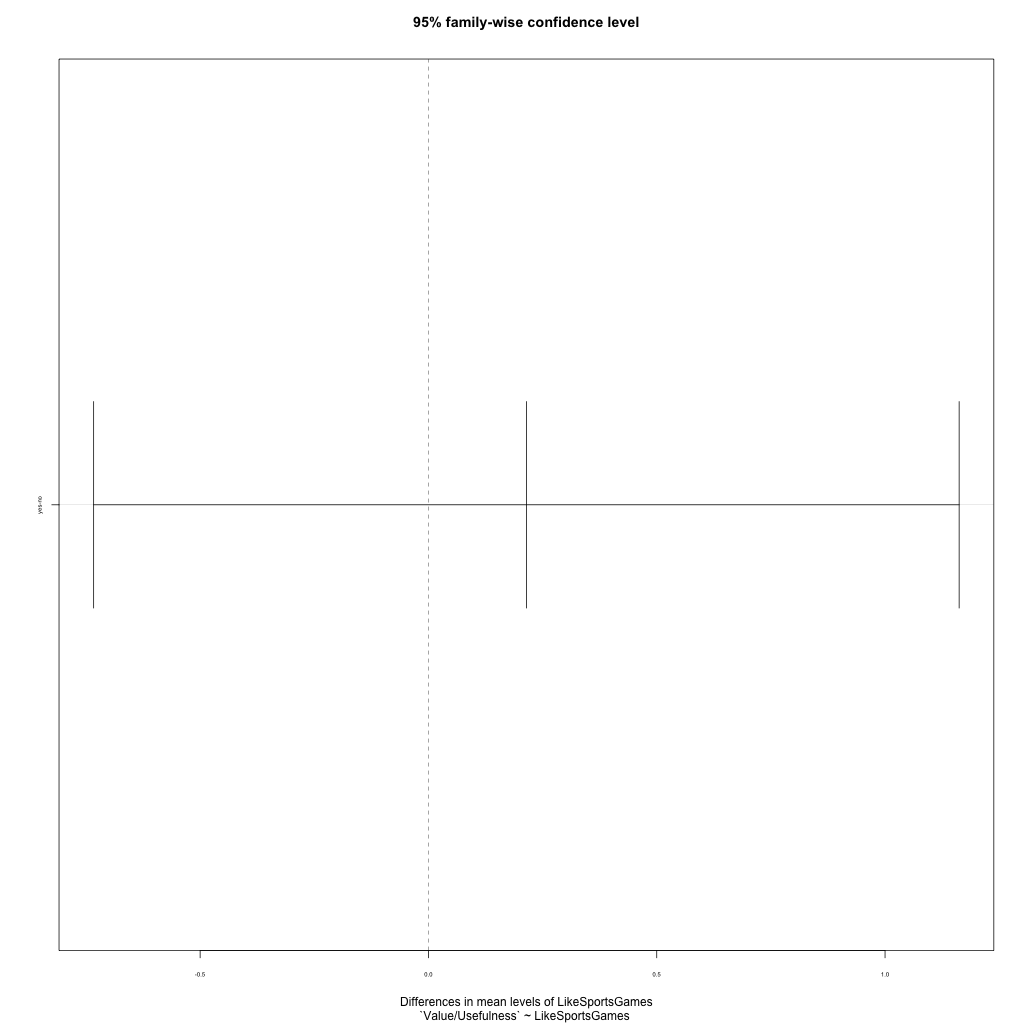 95% family-wise confidence level
yes-no
-0.5 0.0 0.5 1.0
Differences in mean levels of LikeSportsGames
`Value/Usefulness` ~ LikeSportsGames